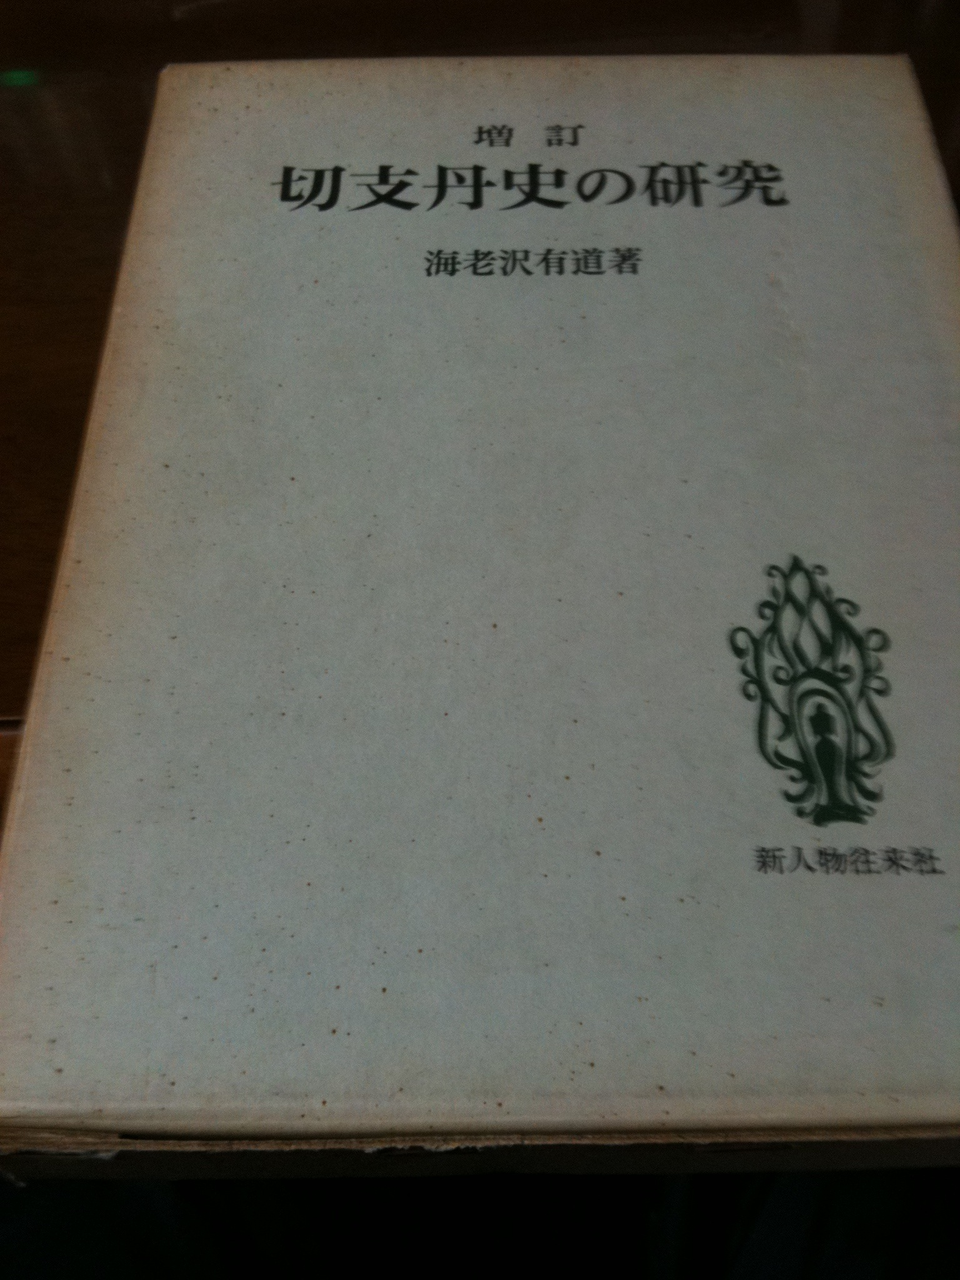 増訂
切支丹史の研究
海老沢有道著
新人物往来社